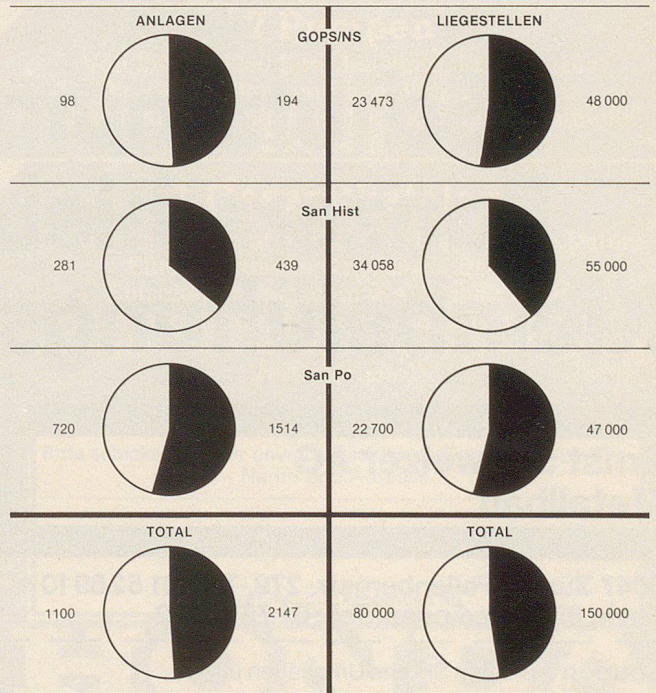 ANLAGEN LIEGESTELLEN
GOPS/NS
98 194 23 473 48 000
San Hist
281 439 34 058 55 000
San Po
720 1514 22 700 47 000
TOTAL TOTAL
1100 2147 80 000 150 000